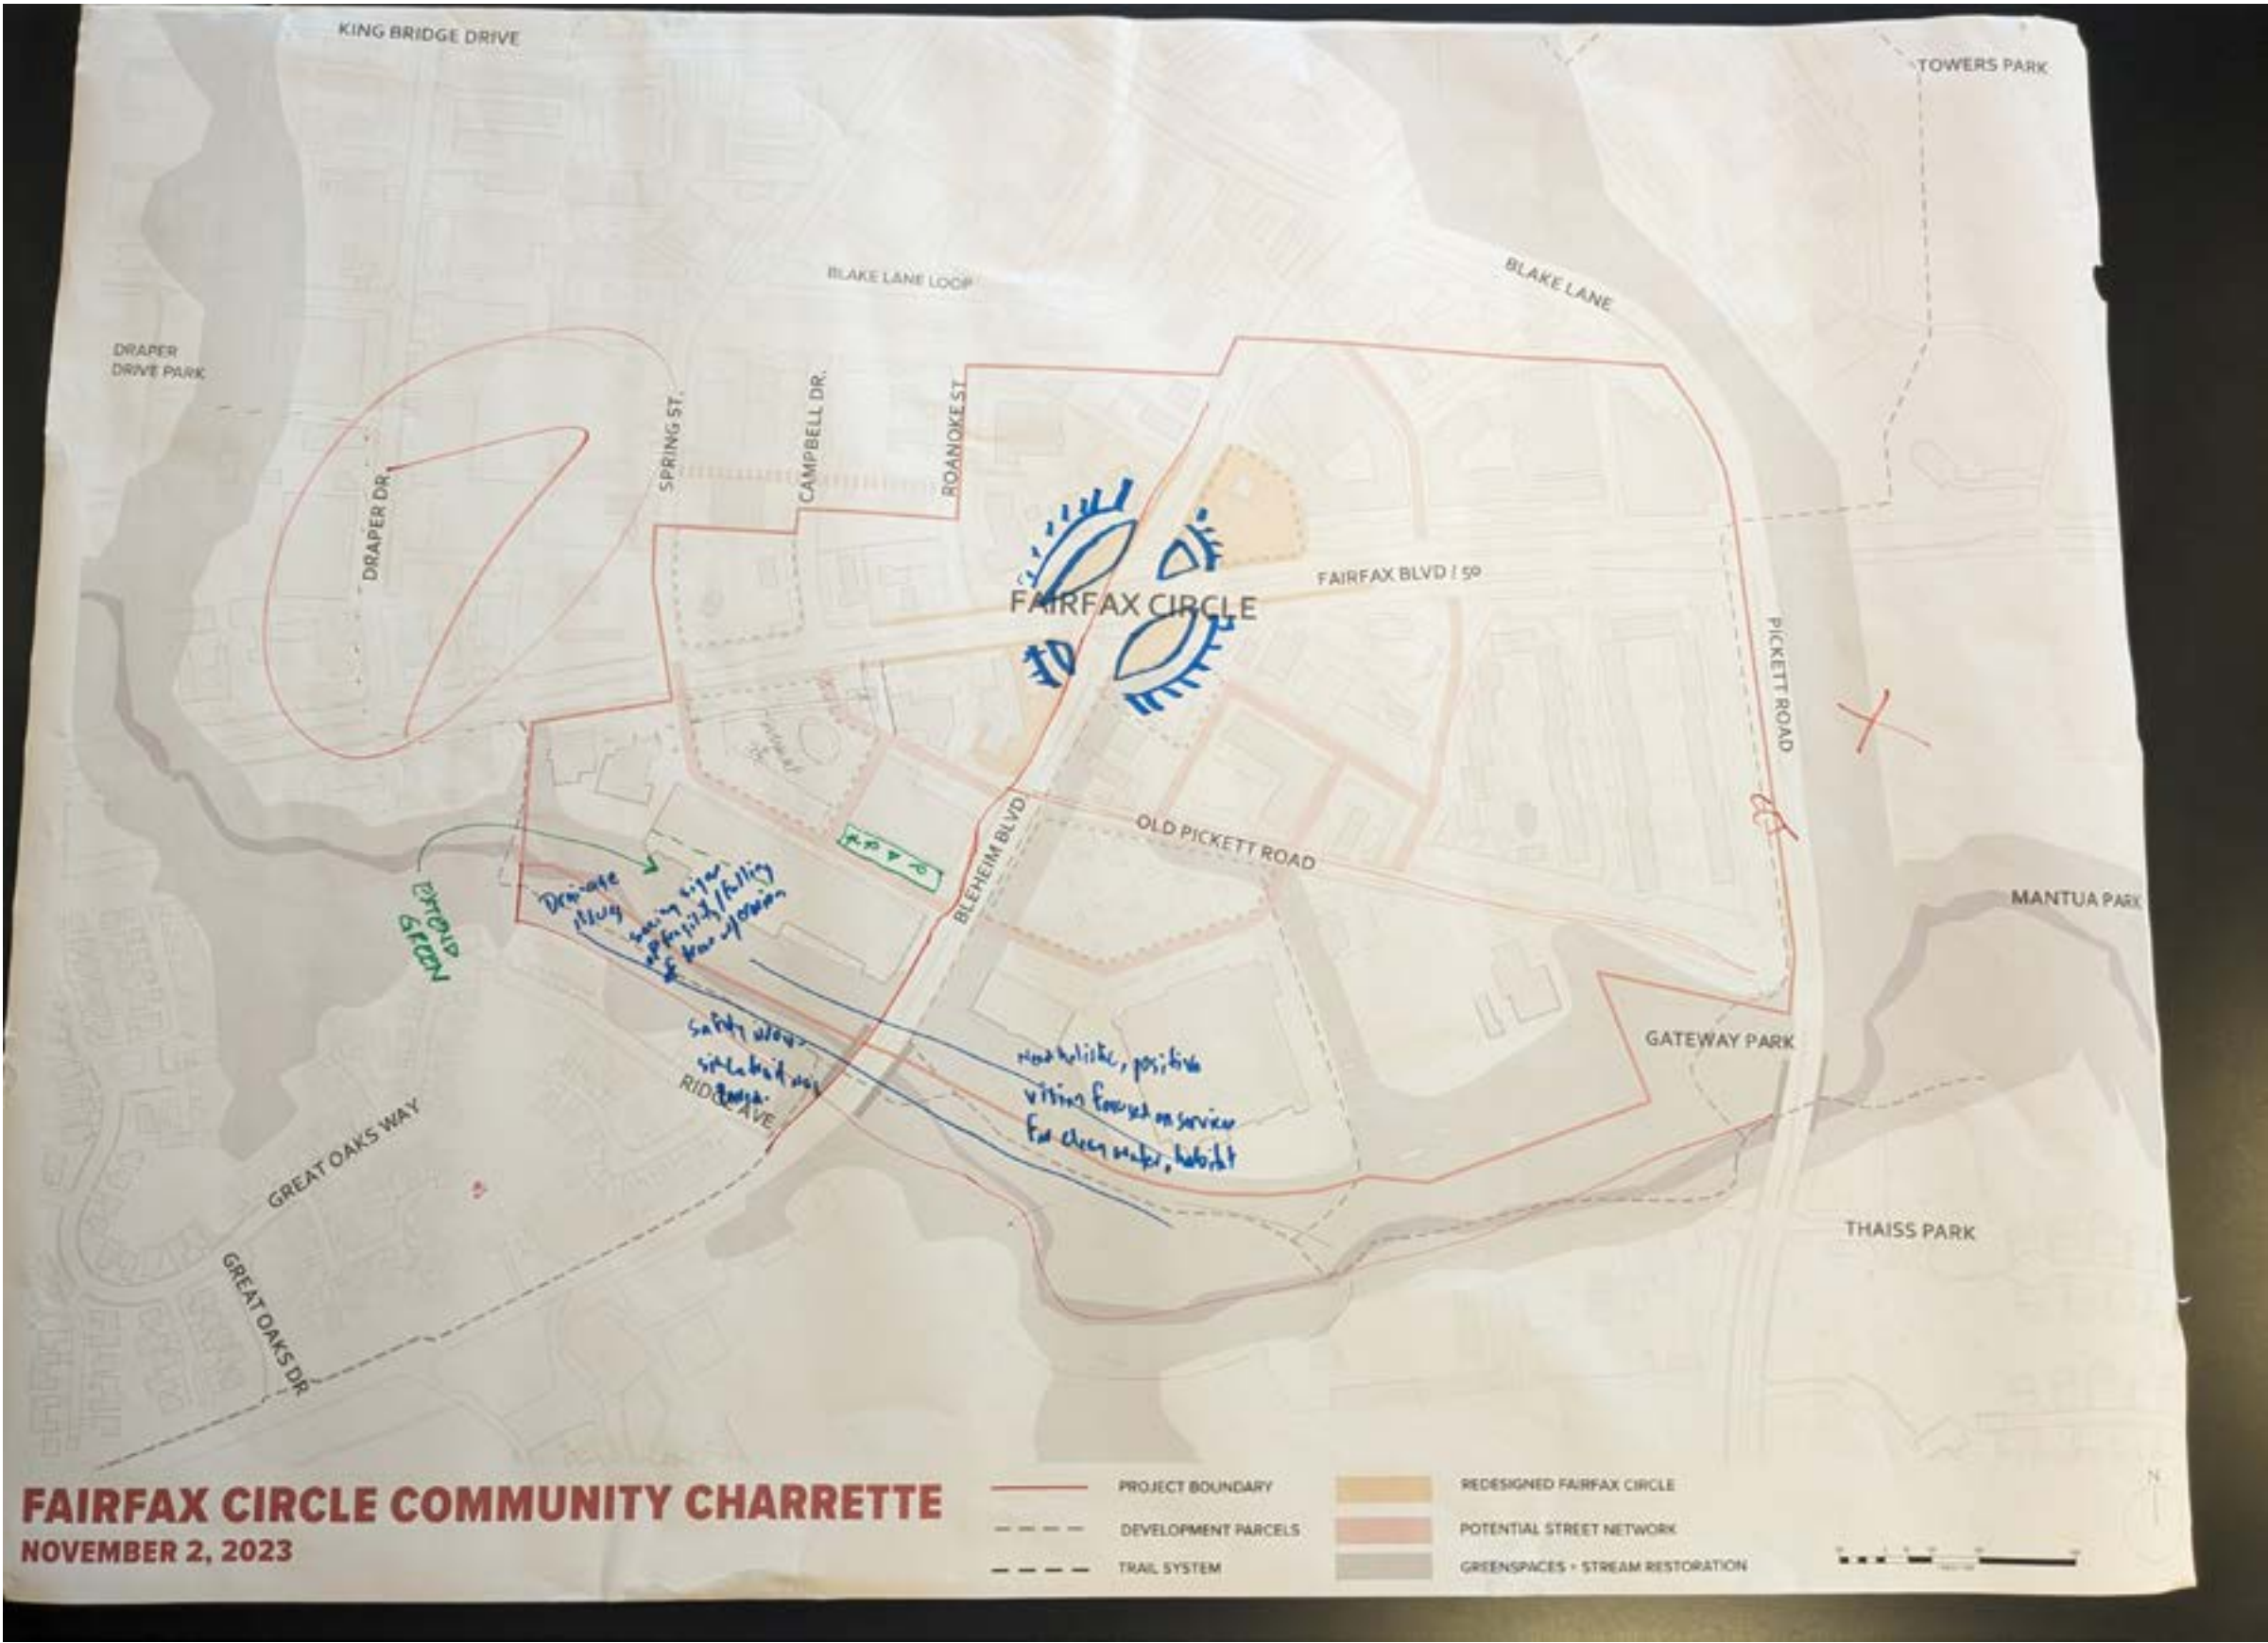 KING BRIDGE DRIVE
TOWERS PARK
BLAKE LANE LOOP
BLAKE LANE
DRAPER
DRIVE PARK
SPRING ST.
CAMPBELL DR.
ROANOKE ST
DRAPER DR.
FAIRFAX BLVD / 50
FAIRFAX CIRCLE
PICKETT ROAD
BLEHEIM BLVD
OLD PICKETT ROAD
MANTUA PARK
EXTEND
GREEN
Drainage
issues
GATEWAY PARK
Need holistic, positive
vision focused on services
for clean water, habitat
RIDGE AVE
GREAT OAKS WAY
GREAT OAKS DR
THAISS PARK
FAIRFAX CIRCLE COMMUNITY CHARRETTE
NOVEMBER 2, 2023
PROJECT BOUNDARY
DEVELOPMENT PARCELS
TRAIL SYSTEM
REDESIGNED FAIRFAX CIRCLE
POTENTIAL STREET NETWORK
GREENSPACES + STREAM RESTORATION
N